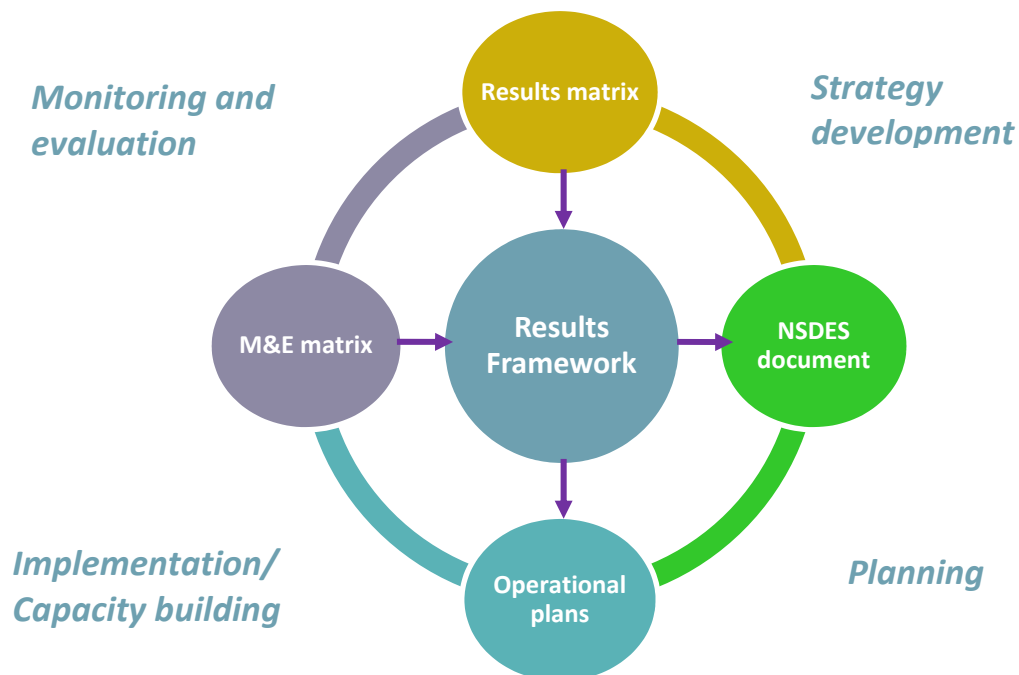 Results matrix
Monitoring and
evaluation
Strategy
development
M&E matrix
Results
Framework
NSDES
document
Implementation/
Capacity building
Operational
plans
Planning